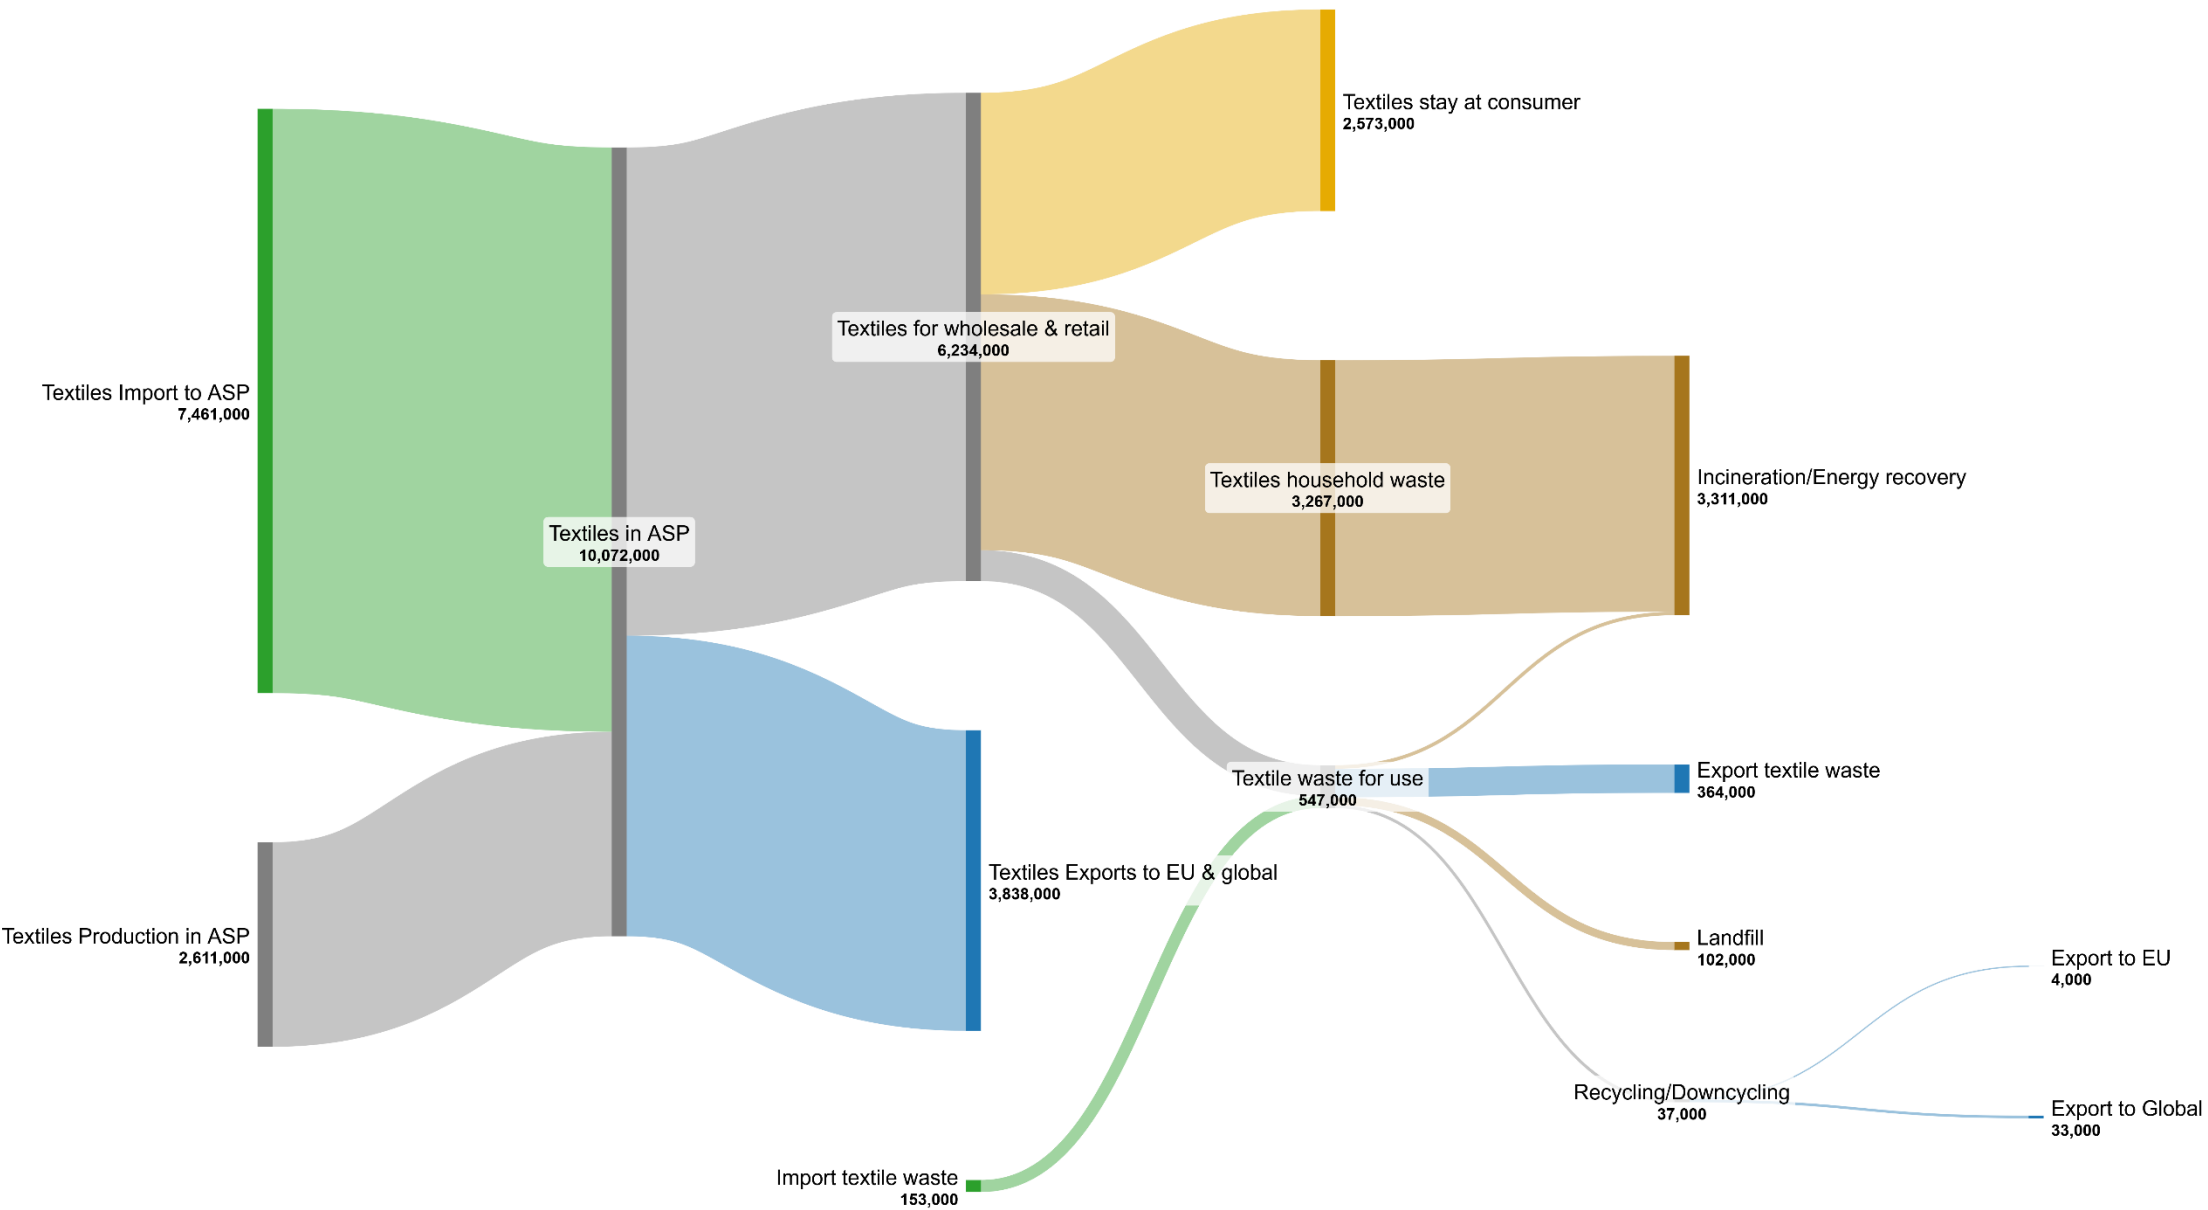 Textiles stay at consumer
2,573,000
Textiles for wholesale & retail
6,234,000
Textiles Import to ASP
7,461,000
Textiles household waste
3,267,000
Incineration/Energy recovery
3,311,000
Textiles in ASP
10,072,000
Textile waste for use
547,000
Export textile waste
364,000
Textiles Exports to EU & global
3,838,000
Textiles Production in ASP
2,611,000
Landfill
102,000
Export to EU
4,000
Recycling/Downcycling
37,000
Export to Global
33,000
Import textile waste
153,000